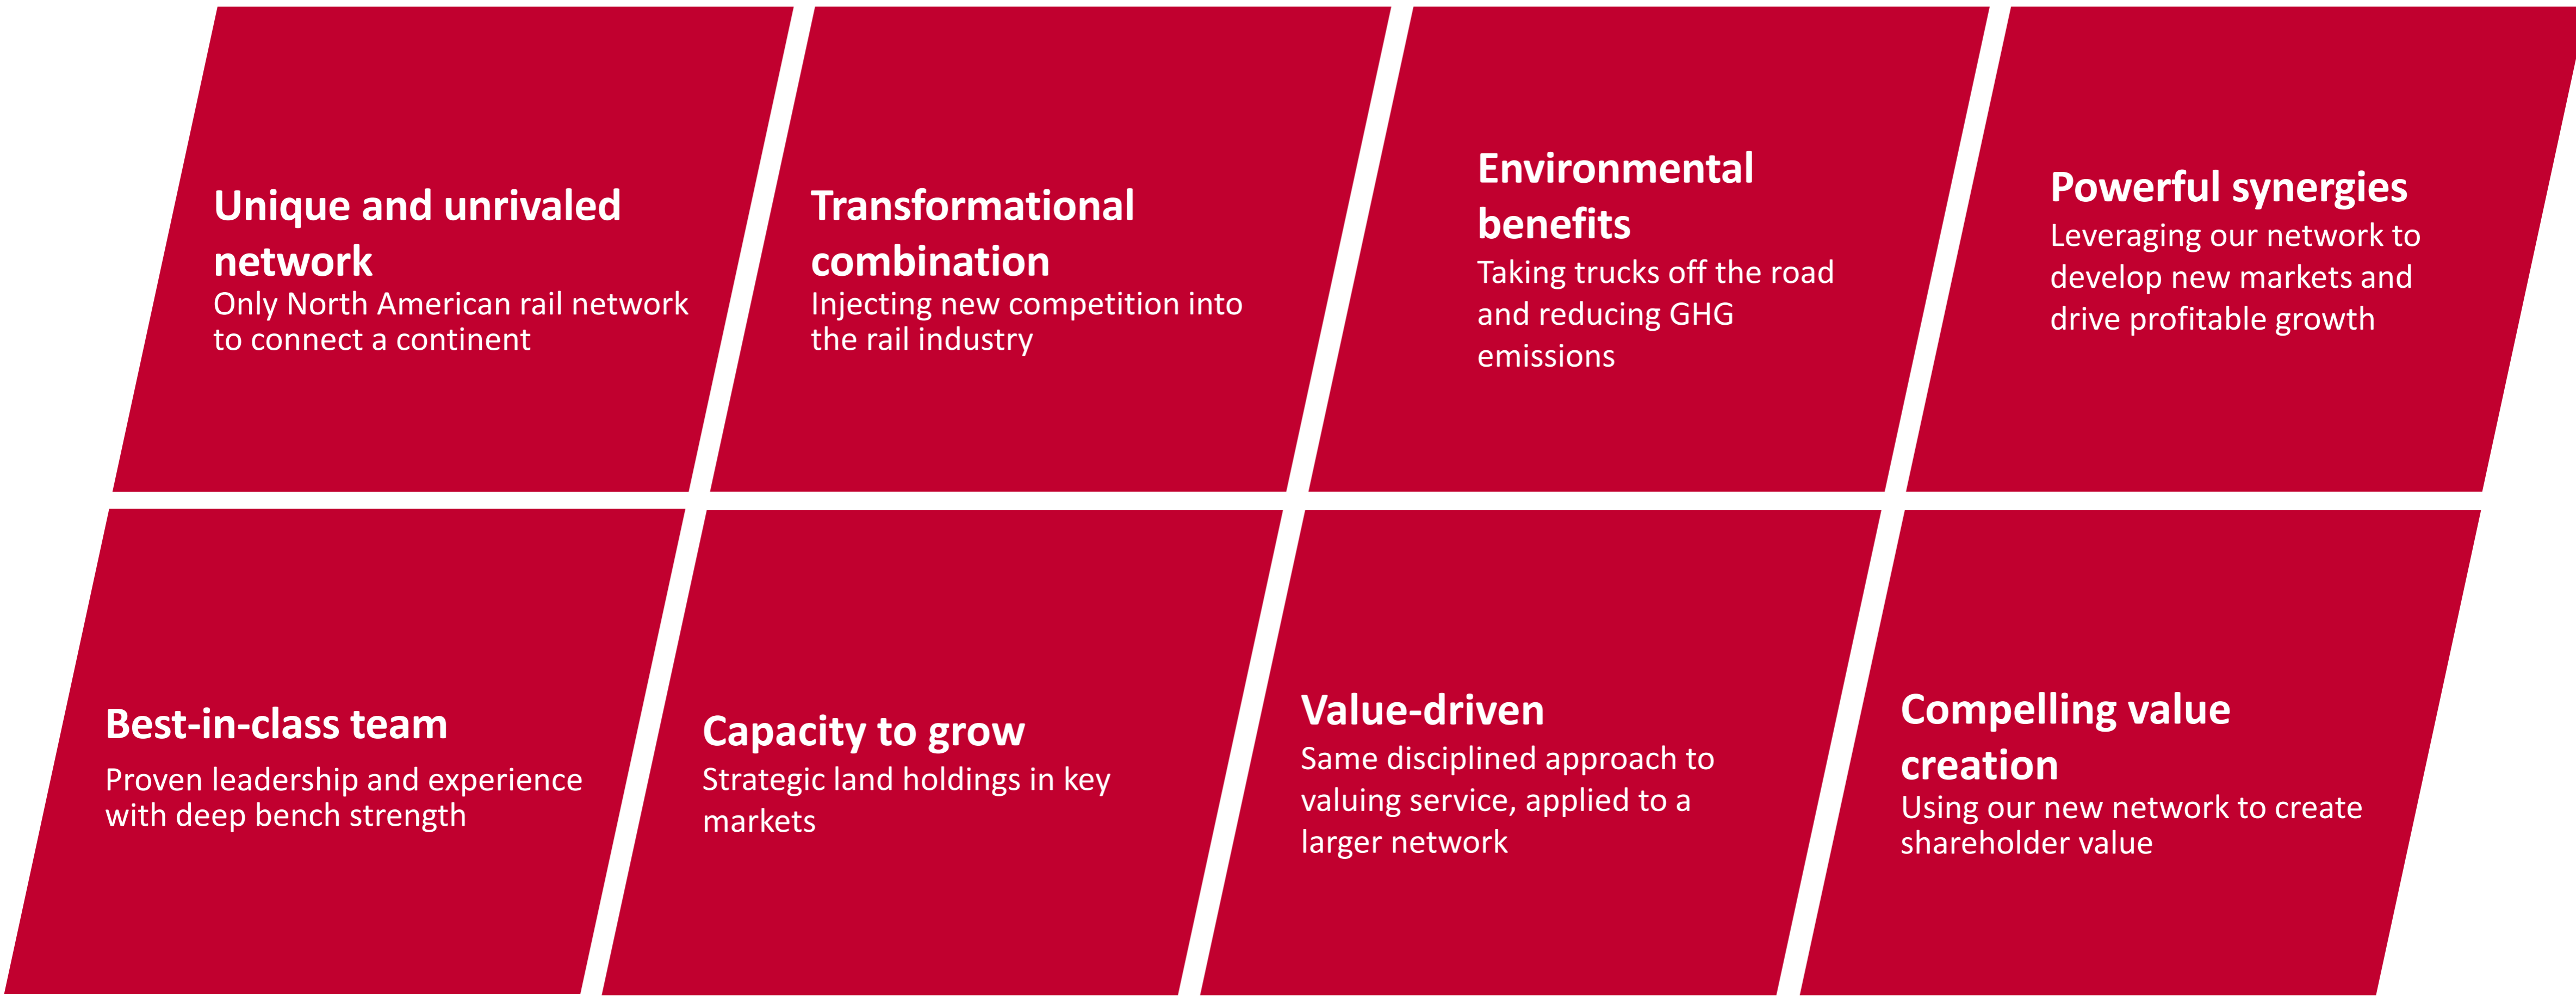 Unique and unrivaled
network
Only North American rail network
to connect a continent
Transformational
combination
Injecting new competition into
the rail industry
Environmental
benefits
Taking trucks off the road
and reducing GHG
emissions
Powerful synergies
Leveraging our network to
develop new markets and
drive profitable growth
Best-in-class team
Proven leadership and experience
with deep bench strength
Capacity to grow
Strategic land holdings in key
markets
Value-driven
Same disciplined approach to
valuing service, applied to a
larger network
Compelling value
creation
Using our new network to create
shareholder value